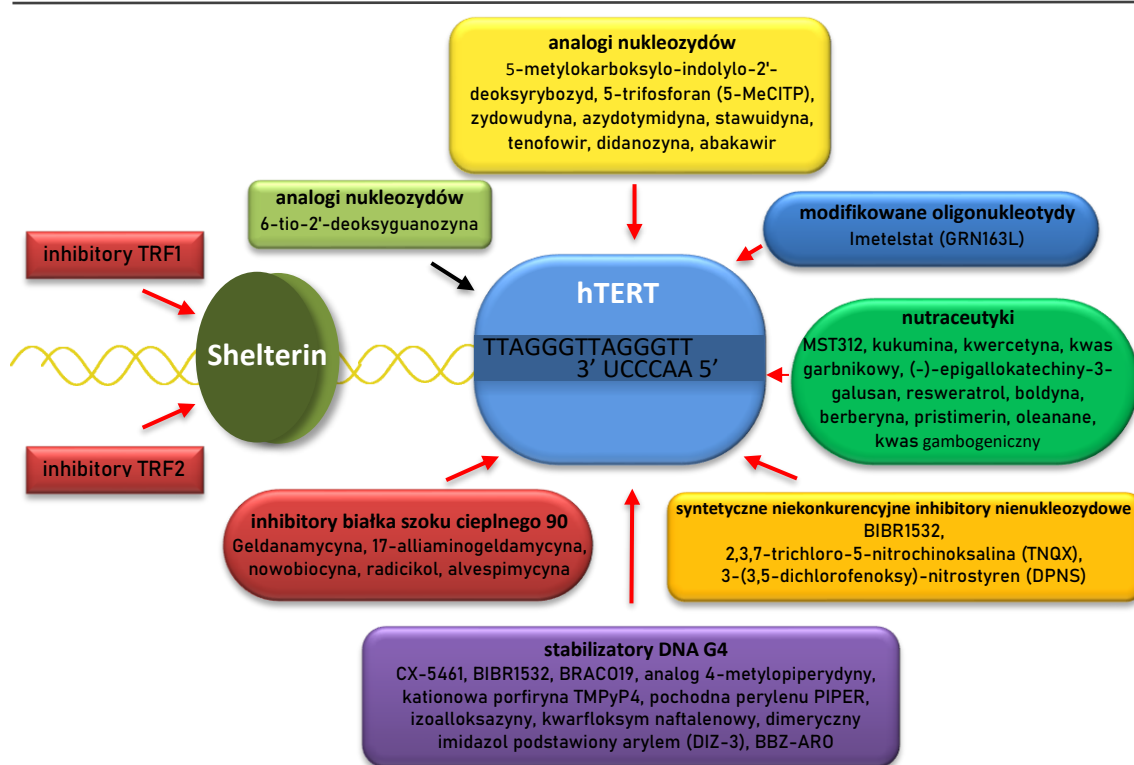 analogi nukleozydów
5-metylokarboksylo-indolylo-2'-
deoksyrybozyd, 5-trifosforan (5-MeCITP),
zydowudyna, azydotymidyna, stawuidyna,
tenofowir, didanozyna, abakawir
analogi nukleozydów
6-tio-2'-deoksyguanozyna
modyfikowane oligonukleotydy
Imetelstat (GRN163L)
inhibitory TRF1
hTERT
nutraceutyki
MST312, kukumina, kwercetyna, kwas
garbnikowy, (-)-epigallokatechiny-3-
galusan, resweratrol, boldyna,
berberyna, pristimerin, oleanane,
kwas gambogeniczny
Shelterin
TTAGGGTTAGGGTT
3′ UCCCAA 5′
inhibitory TRF2
inhibitory białka szoku cieplnego 90
Geldanamycyna, 17-alliaminogeldamycyna,
nowobiocyna, radicikol, alvespimycyna
syntetyczne niekonkurencyjne inhibitory nienukleozydowe
BIBR1532,
2,3,7-trichloro-5-nitrochinoksalina (TNQX),
3-(3,5-dichlorofenoksy)-nitrostyren (DPNS)
stabilizatory DNA G4
CX-5461, BIBR1532, BRACO19, analog 4-metylopiperydyny,
kationowa porfiryna TMPyP4, pochodna perylenu PIPER,
izoalloksazyny, kwarfloksym naftalenowy, dimeryczny
imidazol podstawiony arylem (DIZ-3), BBZ-ARO